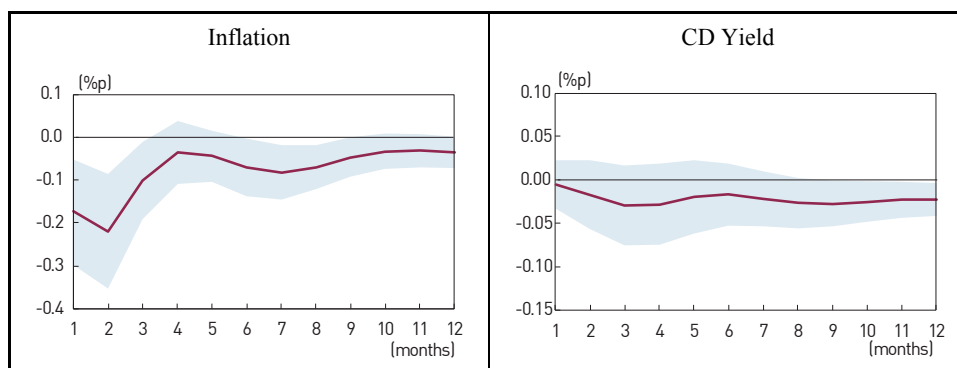 Inflation
(%p)
0.1
0.0
-0.1
-0.2
-0.3
-0.4
1 2 3 4 5 6 7 8 9 10 11 12
(months)
CD Yield
(%p)
0.10
0.05
0.00
-0.05
-0.10
-0.15
1 2 3 4 5 6 7 8 9 10 11 12
(months)